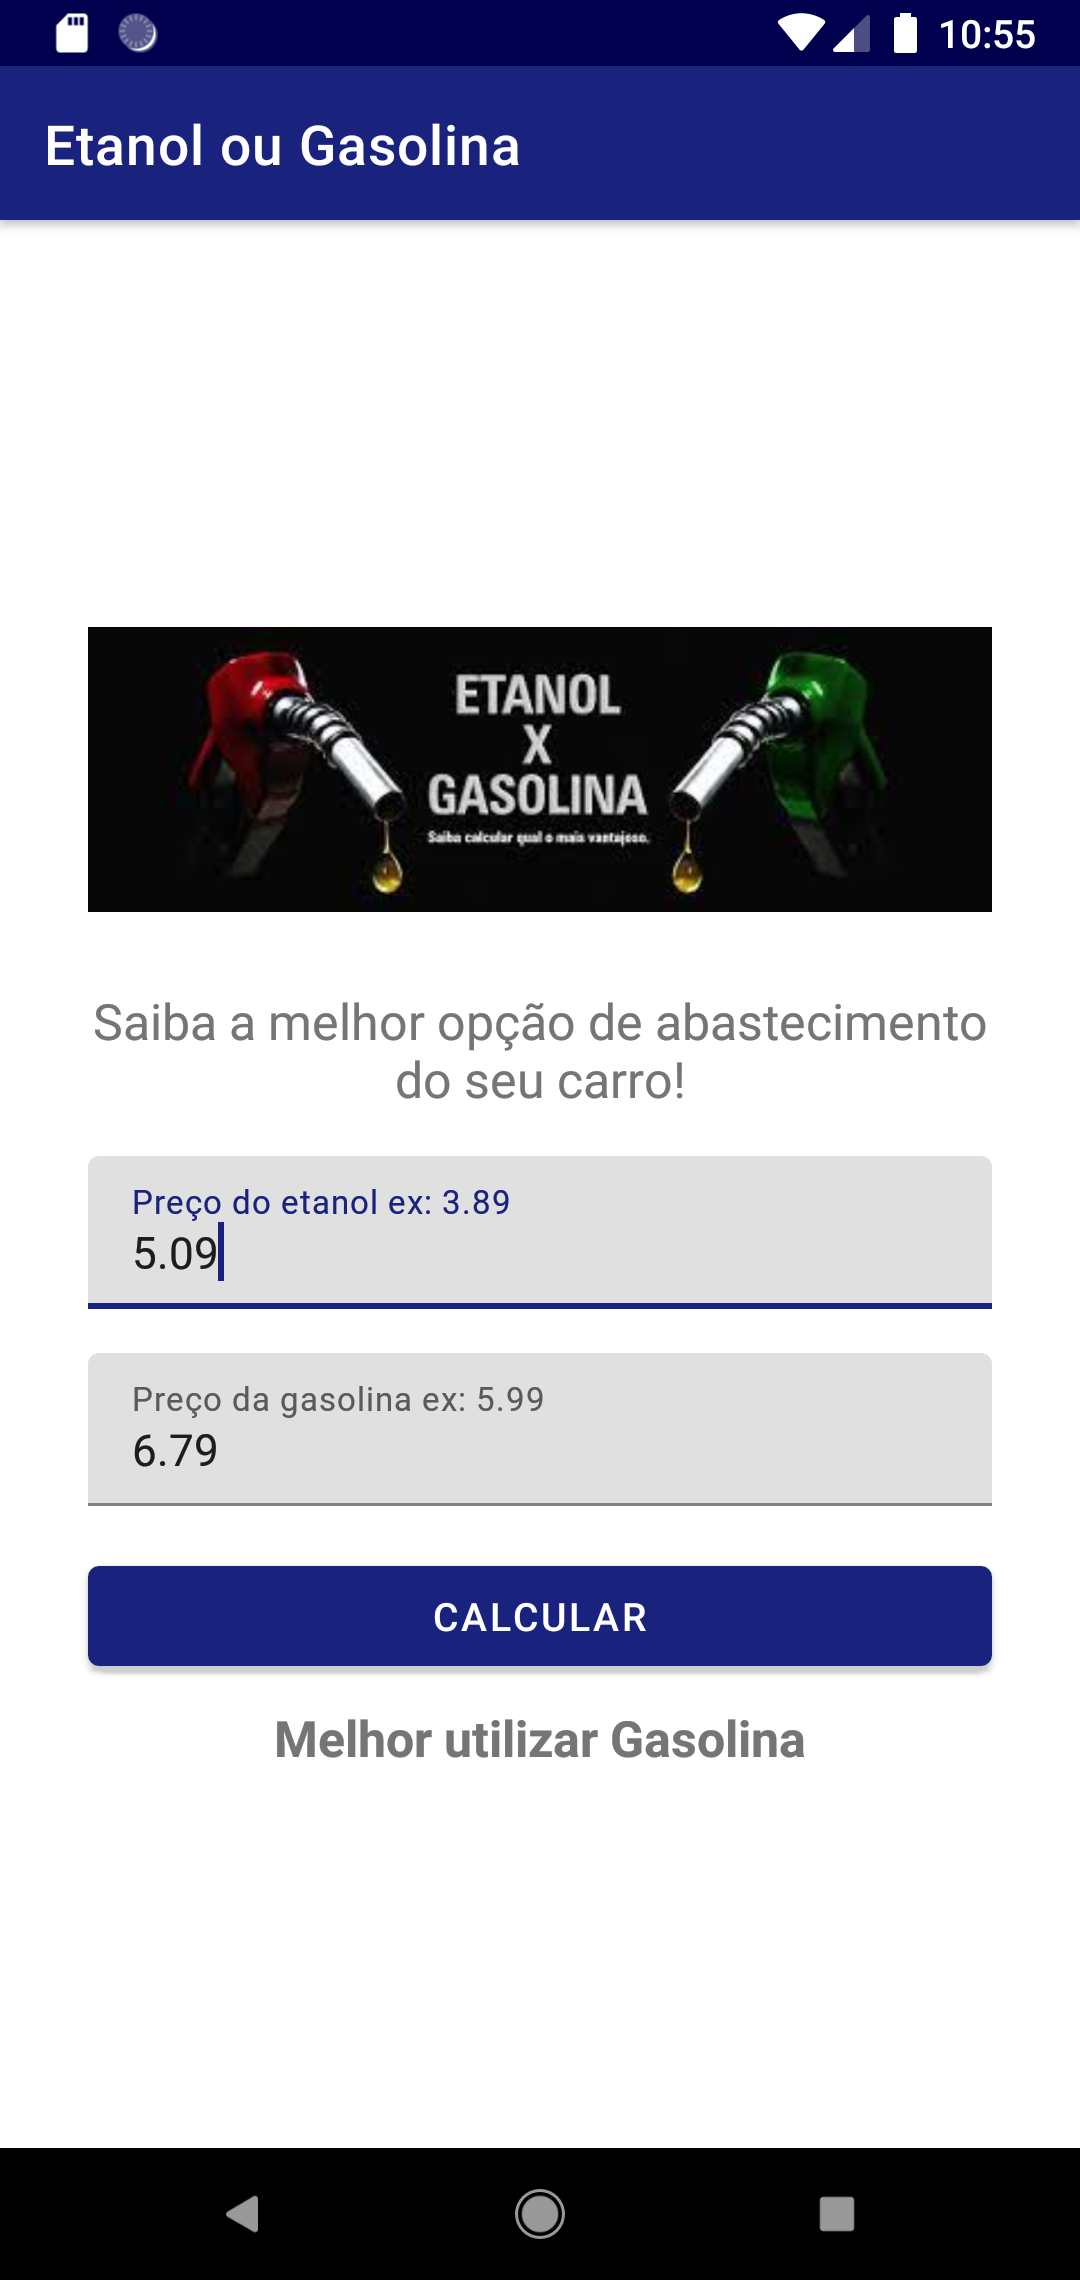 10:55
Etanol ou Gasolina
ETANOL
X
GASOLINA
Saiba calcular qual o mais vantajoso.
Saiba a melhor opção de abastecimento
do seu carro!
Preço do etanol ex: 3.89
5.09
Preço da gasolina ex: 5.99
6.79
CALCULAR
Melhor utilizar Gasolina